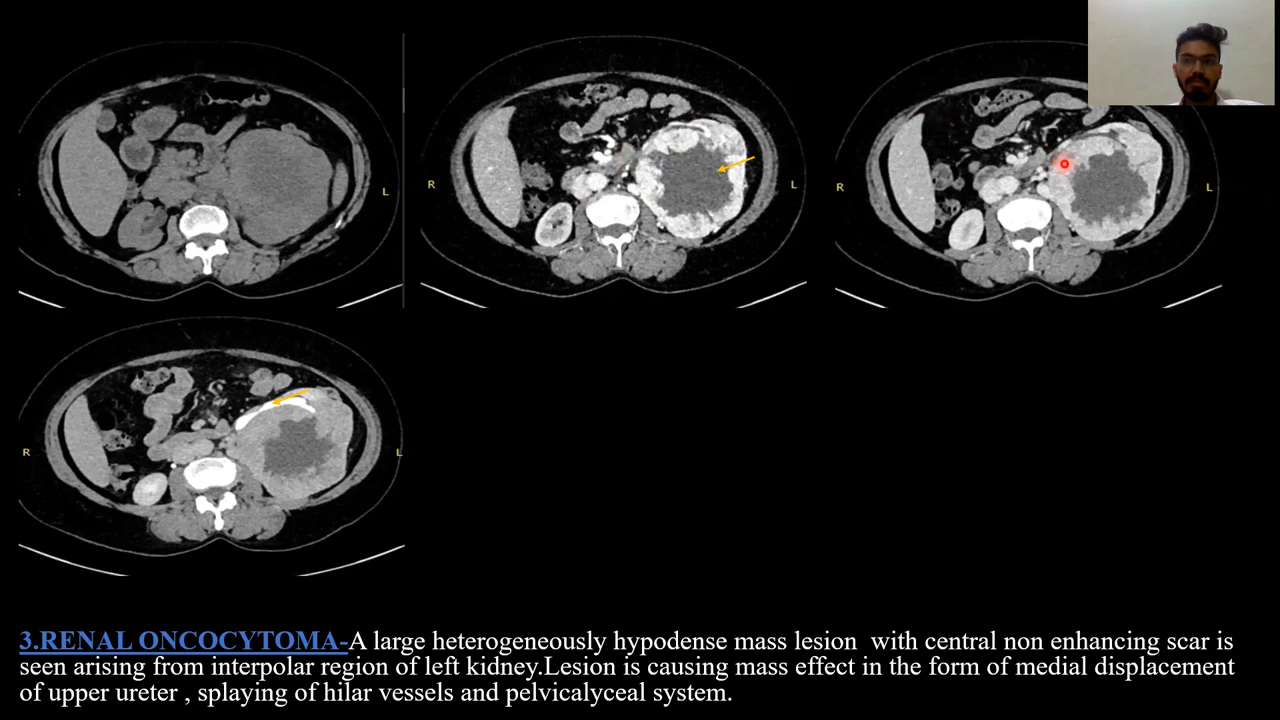 L
R
L
R
L
R
L
3.RENAL ONCOCYTOMA-A large heterogeneously hypodense mass lesion with central non enhancing scar is
seen arising from interpolar region of left kidney.Lesion is causing mass effect in the form of medial displacement
of upper ureter , splaying of hilar vessels and pelvicalyceal system.